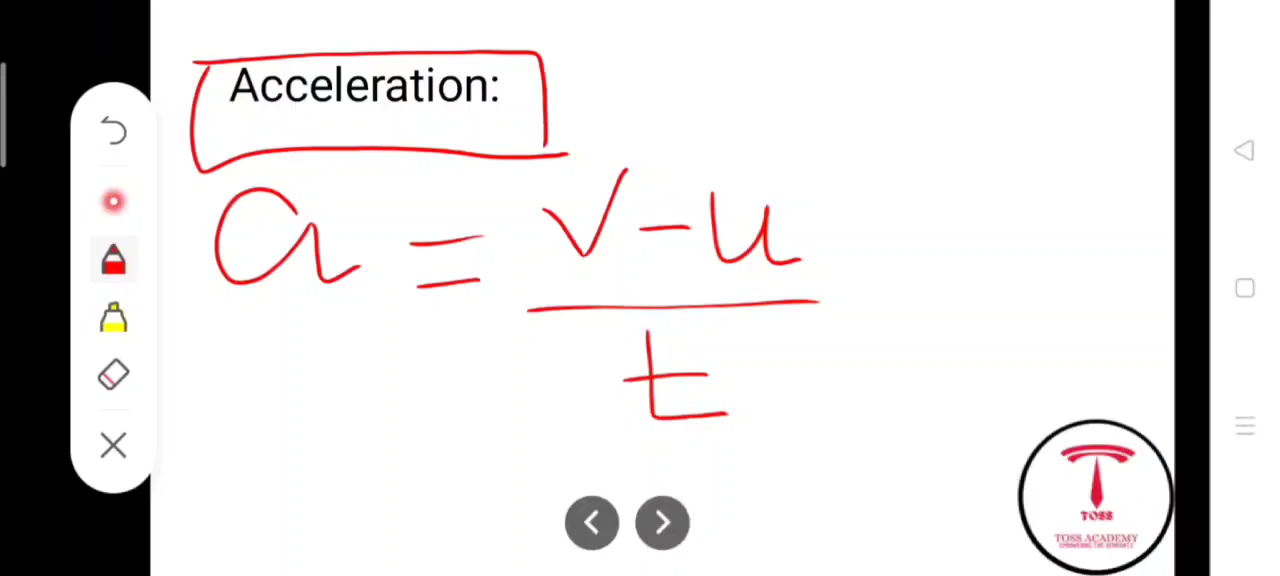 Acceleration:
a = v - u
t
TOSS
TOSS ACADEMY